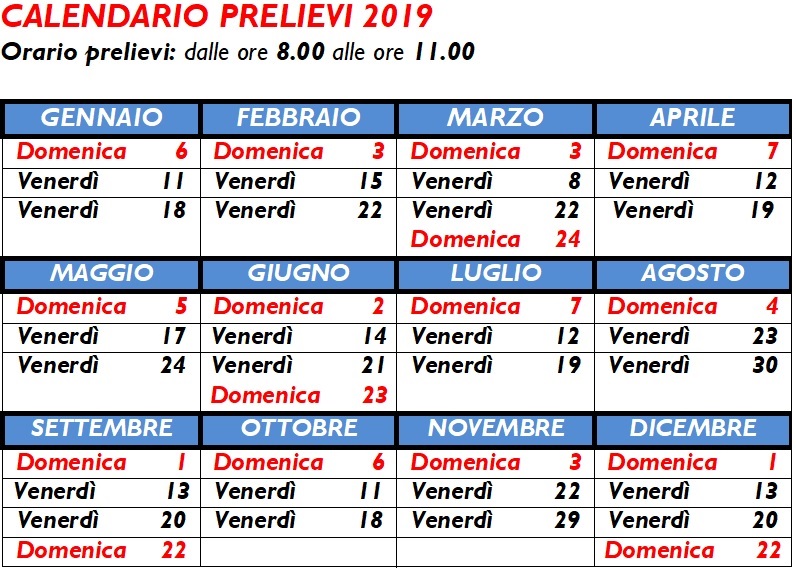 CALENDARIO PRELIEVI 2019
Orario prelievi: dalle ore 8.00 alle ore 11.00
GENNAIO FEBBRAIO MARZO APRILE
Domenica 6 Domenica 3 Domenica 3 Domenica 7
Venerdì 11 Venerdì 15 Venerdì 8 Venerdì 12
Venerdì 18 Venerdì 22 Venerdì 22 Venerdì 19
Domenica 24
MAGGIO GIUGNO LUGLIO AGOSTO
Domenica 5 Domenica 2 Domenica 7 Domenica 4
Venerdì 17 Venerdì 14 Venerdì 12 Venerdì 23
Venerdì 24 Venerdì 21 Venerdì 19 Venerdì 30
Domenica 23
SETTEMBRE OTTOBRE NOVEMBRE DICEMBRE
Domenica 1 Domenica 6 Domenica 3 Domenica 1
Venerdì 13 Venerdì 11 Venerdì 22 Venerdì 13
Venerdì 20 Venerdì 18 Venerdì 29 Venerdì 20
Domenica 22 Domenica 22